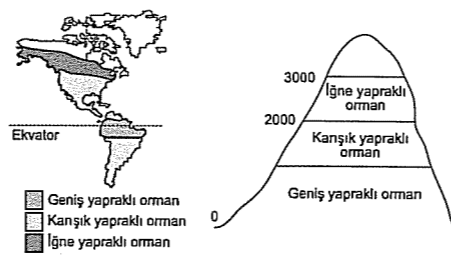 Ekvator
Geniş yapraklı orman
Karışık yapraklı orman
İğne yapraklı orman
3000
İğne yapraklı
orman
2000
Karışık yapraklı
orman
Geniş yapraklı orman
0